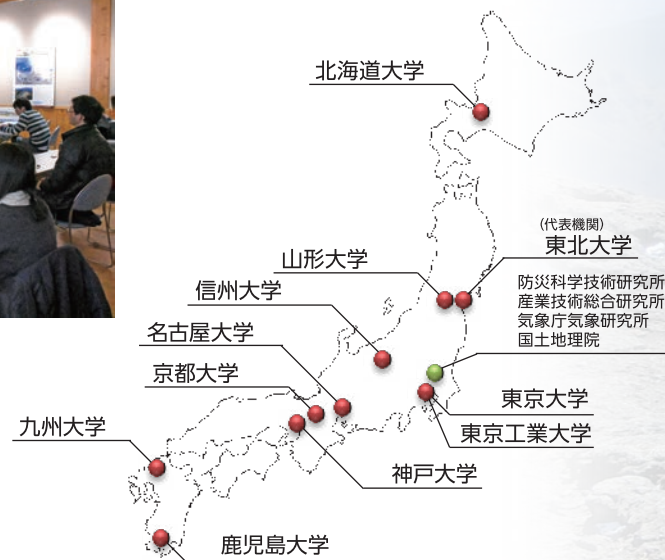 北海道大学
(代表機関)
東北大学
山形大学
防災科学技術研究所
産業技術総合研究所
気象庁気象研究所
国土地理院
信州大学
名古屋大学
京都大学
東京大学
九州大学
東京工業大学
神戸大学
鹿児島大学